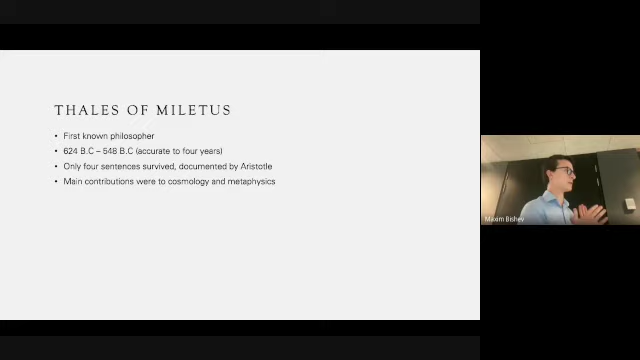 THALES OF MILETUS
• First known philosopher
• 624 B.C – 548 B.C (accurate to four years)
• Only four sentences survived, documented by Aristotle
• Main contributions were to cosmology and metaphysics
Maxim Bishev